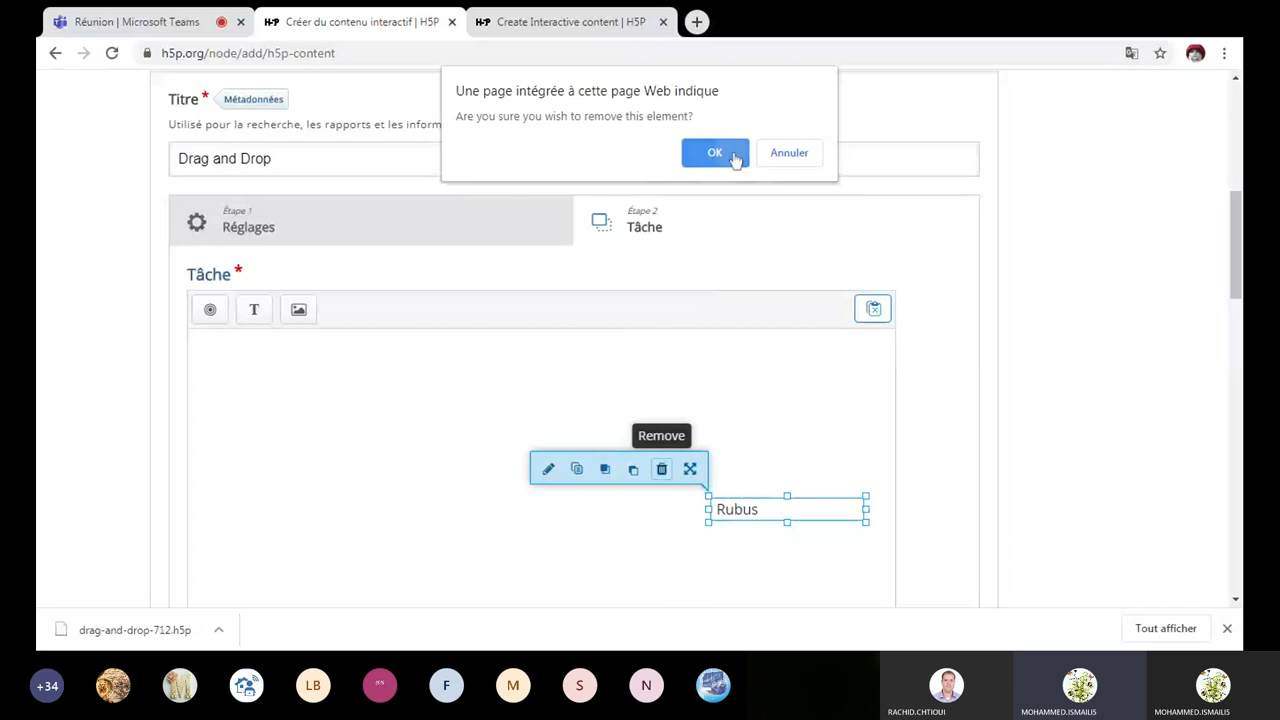 Réunion | Microsoft Teams
H-P Créer du contenu interactif | H5P
H-P Create Interactive content | H5P
h5p.org/node/add/h5p-content
Une page intégrée à cette page Web indique
Are you sure you wish to remove this element?
OK
Annuler
Titre * Métadonnées
Utilisé pour la recherche, les rapports et les inform
Drag and Drop
Étape 1
Réglages
Étape 2
Tâche
Tâche *
T
Remove
Rubus
drag-and-drop-712.h5p
Tout afficher
+34
LB
F
M
S
N
RACHID.CHTIOUI
MOHAMMED.ISMAILIS
MOHAMMED.ISMAILIS